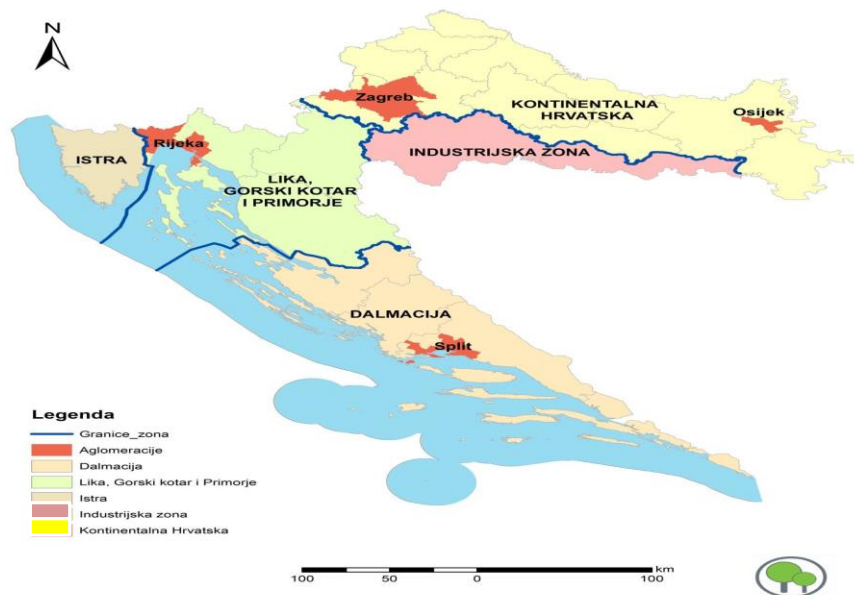 N
Zagreb
KONTINENTALNA
HRVATSKA
Osijek
Rijeka
ISTRA
INDUSTRIJSKA ZONA
LIKA,
GORSKI KOTAR
I PRIMORJE
DALMACIJA
Split
Legenda
Granice_zona
Aglomeracije
Dalmacija
Lika, Gorski kotar i Primorje
Istra
Industrijska zona
Kontinentalna Hrvatska
100 50 0 100 km